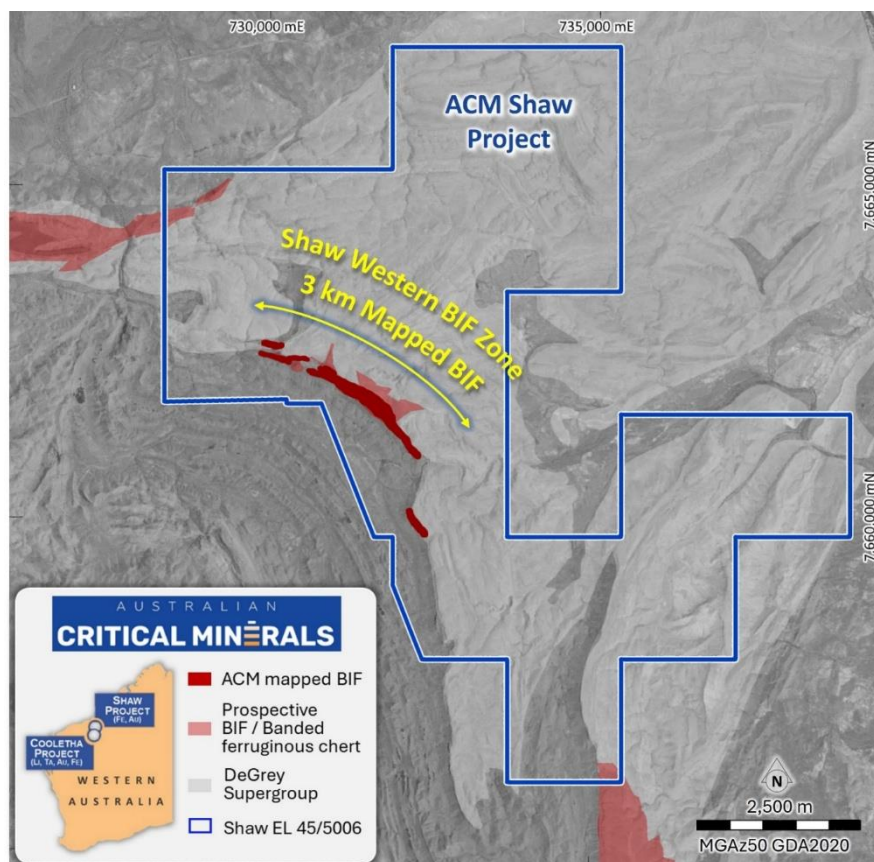 730,000 mE
735,000 mE
ACM Shaw
Project
7,665,000 mN
Shaw Western BIF Zone
3 km Mapped BIF
7,660,000 mN
AUSTRALIAN
CRITICAL MINERALS
SHAW
PROJECT
(FE, AU)
COOLETHA
PROJECT
(LI, TA, AU, FE)
WESTERN
AUSTRALIA
ACM mapped BIF
Prospective
BIF / Banded
ferruginous chert
DeGrey
Supergroup
Shaw EL 45/5006
N
2,500 m
MGAz50 GDA2020